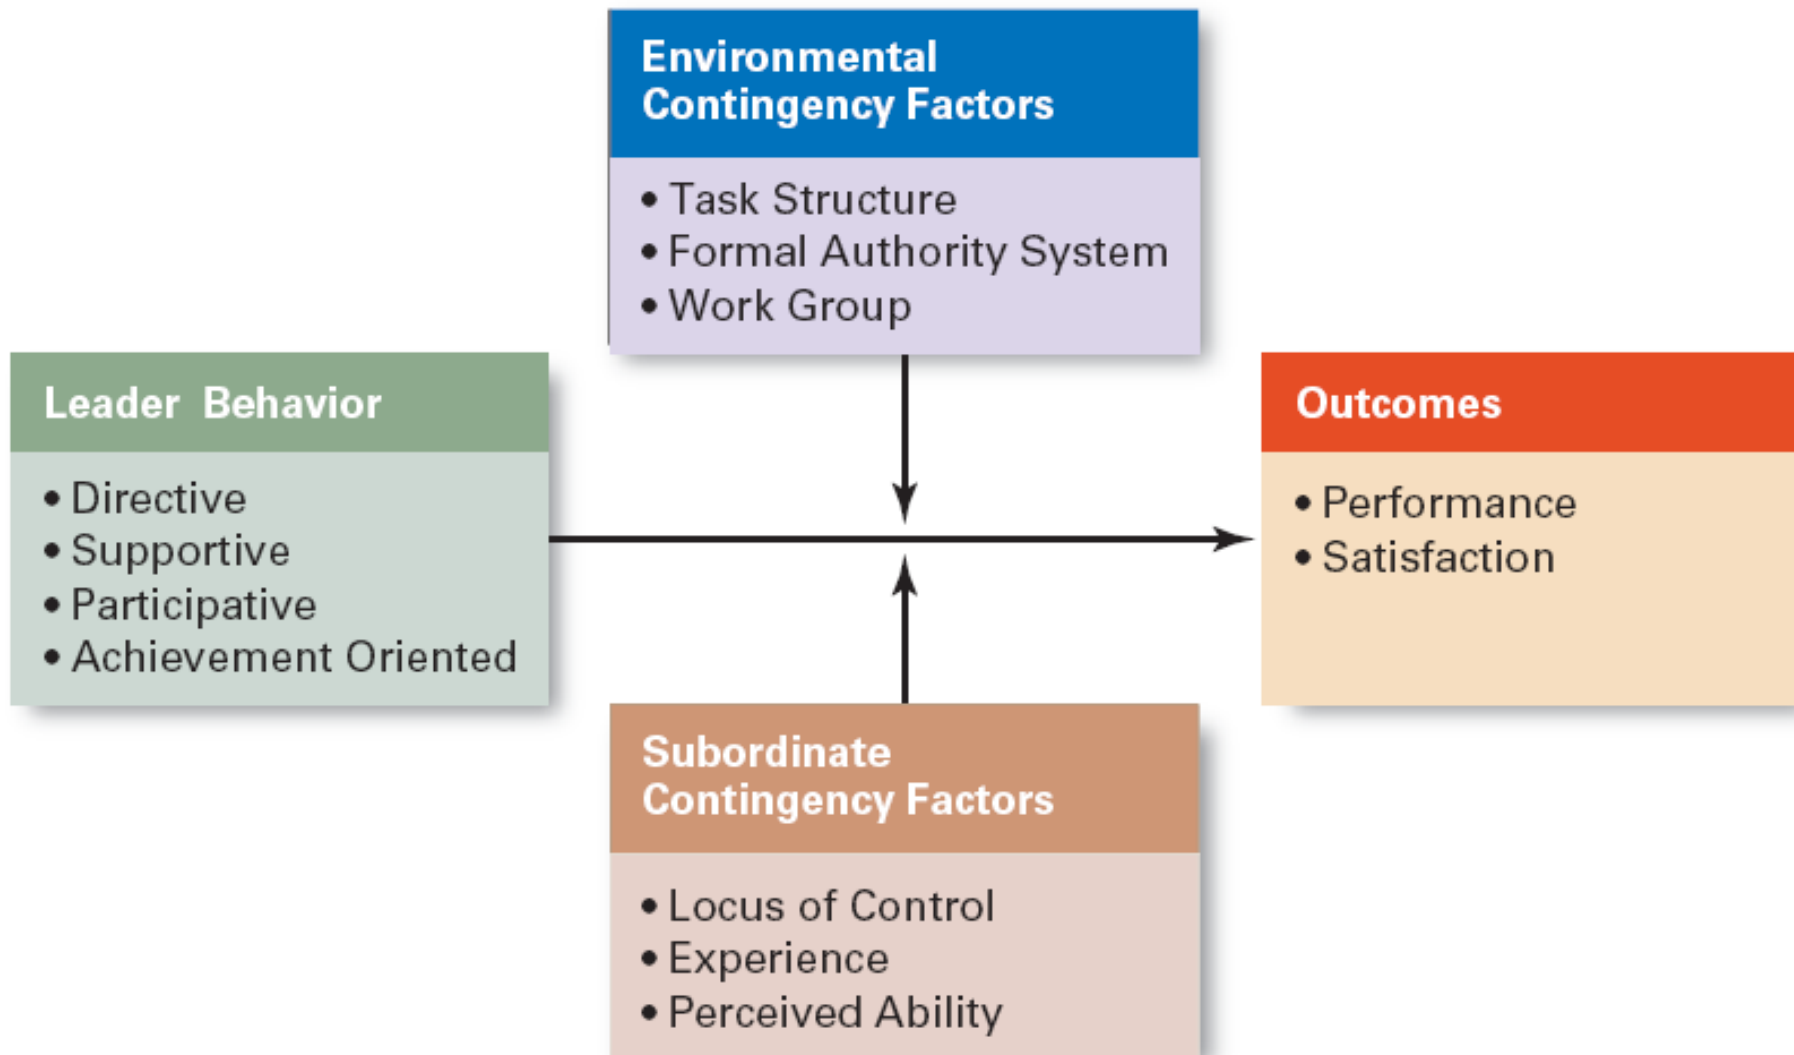 Environmental
Contingency Factors
• Task Structure
• Formal Authority System
• Work Group
Leader Behavior
• Directive
• Supportive
• Participative
• Achievement Oriented
Outcomes
• Performance
• Satisfaction
Subordinate
Contingency Factors
• Locus of Control
• Experience
• Perceived Ability